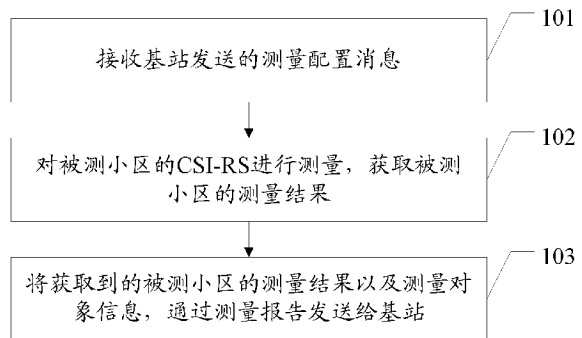 101
接收基站发送的测量配置消息
102
对被测小区的CSI-RS进行测量，获取被测
小区的测量结果
103
将获取到的被测小区的测量结果以及测量对
象信息，通过测量报告发送给基站